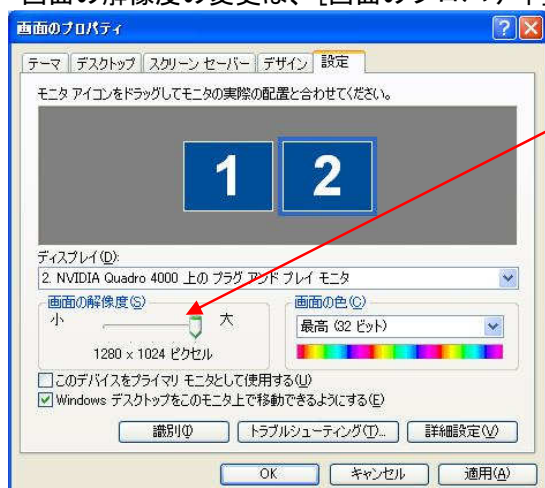 画面の解像度の変更は、[画面のプロパティ
画面のプロパティ
テーマ デスクトップ スクリーン セーバー デザイン 設定
モニタ アイコンをドラッグしてモニタの実際の配置と合わせてください。
1 2
ディスプレイ(D):
2. NVIDIA Quadro 4000 上の プラグ アンド プレイ モニタ
画面の解像度(S) 画面の色(C)
小 大 最高 (32 ビット)
1280 x 1024 ピクセル
このデバイスをプライマリ モニタとして使用する(U)
Windows デスクトップをこのモニタ上で移動できるようにする(E)
識別(I) トラブルシューティング(T)... 詳細設定(V)
OK キャンセル 適用(A)